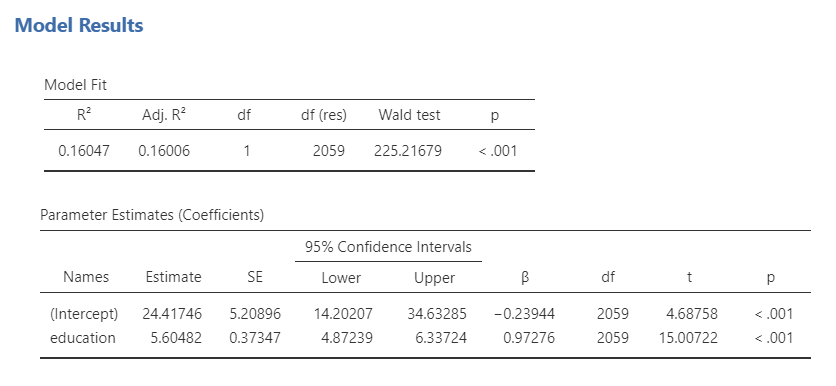 Model Results
Model Fit
R² Adj. R² df df (res) Wald test p
0.16047 0.16006 1 2059 225.21679 < .001
Parameter Estimates (Coefficients)
95% Confidence Intervals
Names Estimate SE Lower Upper β df t p
(Intercept) 24.41746 5.20896 14.20207 34.63285 −0.23944 2059 4.68758 < .001
education 5.60482 0.37347 4.87239 6.33724 0.97276 2059 15.00722 < .001